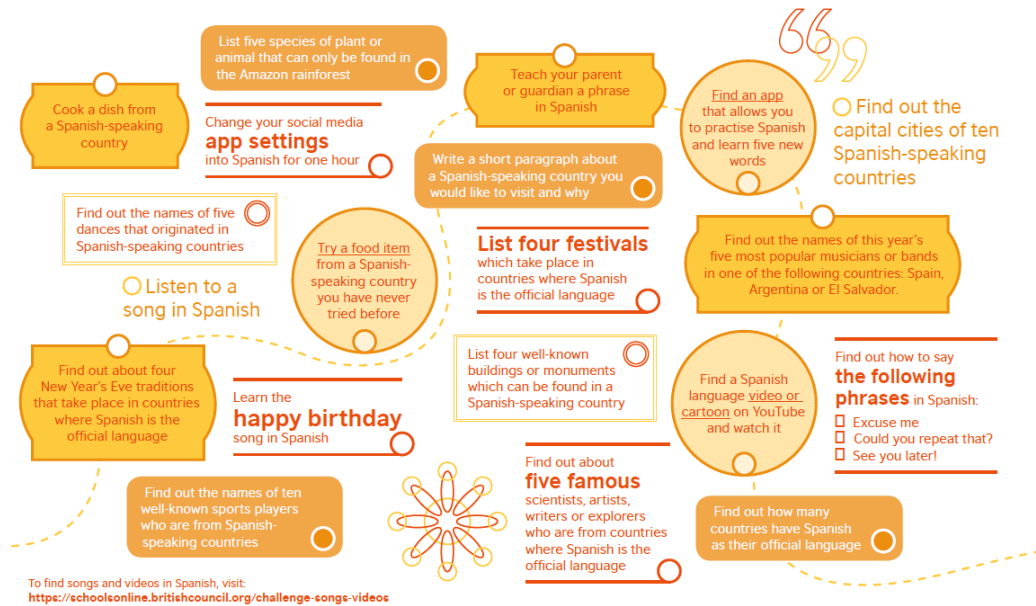 List five species of plant or
animal that can only be found in
the Amazon rainforest
Cook a dish from
a Spanish-speaking
country
Change your social media
app settings
into Spanish for one hour
Teach your parent
or guardian a phrase
in Spanish
Find an app
that allows you
to practise Spanish
and learn five new
words
Find out the
capital cities of ten
Spanish-speaking
countries
Write a short paragraph about
a Spanish-speaking country you
would like to visit and why
Find out the names of five
dances that originated in
Spanish-speaking countries
Try a food item
from a Spanish-
speaking country
you have never
tried before
List four festivals
which take place in
countries where Spanish
is the official language
Find out the names of this year's
five most popular musicians or bands
in one of the following countries: Spain,
Argentina or El Salvador.
Listen to a
song in Spanish
Find out about four
New Year's Eve traditions
that take place in countries
where Spanish is the
official language
Learn the
happy birthday
song in Spanish
List four well-known
buildings or monuments
which can be found in a
Spanish-speaking country
Find a Spanish
language video or
cartoon on YouTube
and watch it
Find out how to say
the following
phrases in Spanish:
Excuse me
Could you repeat that?
See you later!
Find out the names of ten
well-known sports players
who are from Spanish-
speaking countries
Find out about
five famous
scientists, artists,
writers or explorers
who are from countries
where Spanish is the
official language
Find out how many
countries have Spanish
as their official language
To find songs and videos in Spanish, visit:
https://schoolsonline.britishcouncil.org/challenge-songs-videos